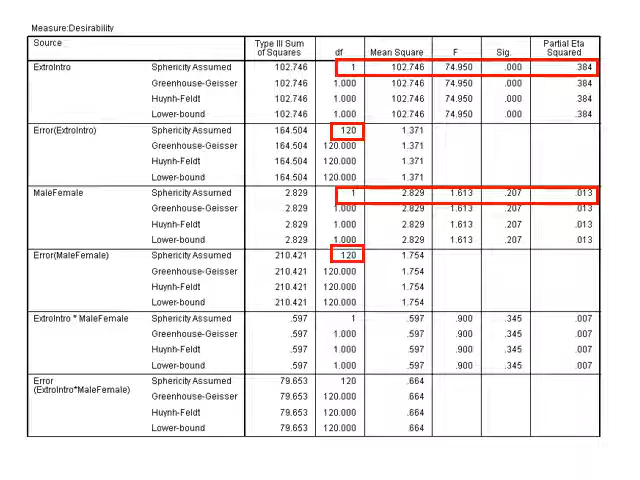 Measure:Desirability
Source Type III Sum of Squares df Mean Square F Sig. Partial Eta Squared
ExtroIntro Sphericity Assumed 102.746 1 102.746 74.950 .000 .384
Greenhouse-Geisser 102.746 1.000 102.746 74.950 .000 .384
Huynh-Feldt 102.746 1.000 102.746 74.950 .000 .384
Lower-bound 102.746 1.000 102.746 74.950 .000 .384
Error(ExtroIntro) Sphericity Assumed 164.504 120 1.371
Greenhouse-Geisser 164.504 120.000 1.371
Huynh-Feldt 164.504 120.000 1.371
Lower-bound 164.504 120.000 1.371
MaleFemale Sphericity Assumed 2.829 1 2.829 1.613 .207 .013
Greenhouse-Geisser 2.829 1.000 2.829 1.613 .207 .013
Huynh-Feldt 2.829 1.000 2.829 1.613 .207 .013
Lower-bound 2.829 1.000 2.829 1.613 .207 .013
Error(MaleFemale) Sphericity Assumed 210.421 120 1.754
Greenhouse-Geisser 210.421 120.000 1.754
Huynh-Feldt 210.421 120.000 1.754
Lower-bound 210.421 120.000 1.754
ExtroIntro * MaleFemale Sphericity Assumed .597 1 .597 .900 .345 .007
Greenhouse-Geisser .597 1.000 .597 .900 .345 .007
Huynh-Feldt .597 1.000 .597 .900 .345 .007
Lower-bound .597 1.000 .597 .900 .345 .007
Error (ExtroIntro*MaleFemale) Sphericity Assumed 79.653 120 .664
Greenhouse-Geisser 79.653 120.000 .664
Huynh-Feldt 79.653 120.000 .664
Lower-bound 79.653 120.000 .664